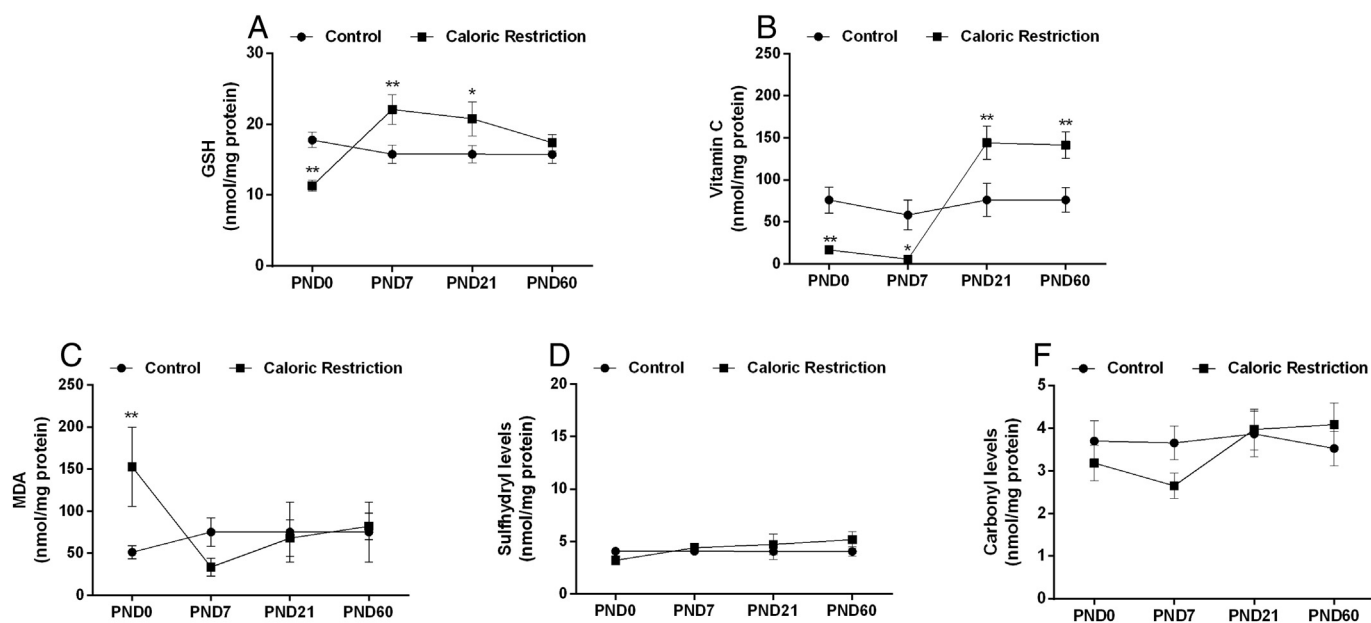 A
Control
Caloric Restriction
GSH
(nmol/mg protein)
30
20
10
0
**
**
*
PND0
PND7
PND21
PND60
B
Control
Caloric Restriction
Vitamin C
(nmol/mg protein)
250
200
150
100
50
0
**
*
**
**
PND0
PND7
PND21
PND60
C
Control
Caloric Restriction
MDA
(nmol/mg protein)
250
200
150
100
50
0
**
PND0
PND7
PND21
PND60
D
Control
Caloric Restriction
Sulfhydryl levels
(nmol/mg protein)
20
15
10
5
0
PND0
PND7
PND21
PND60
F
Control
Caloric Restriction
Carbonyl levels
(nmol/mg protein)
5
4
3
2
1
0
PND0
PND7
PND21
PND60